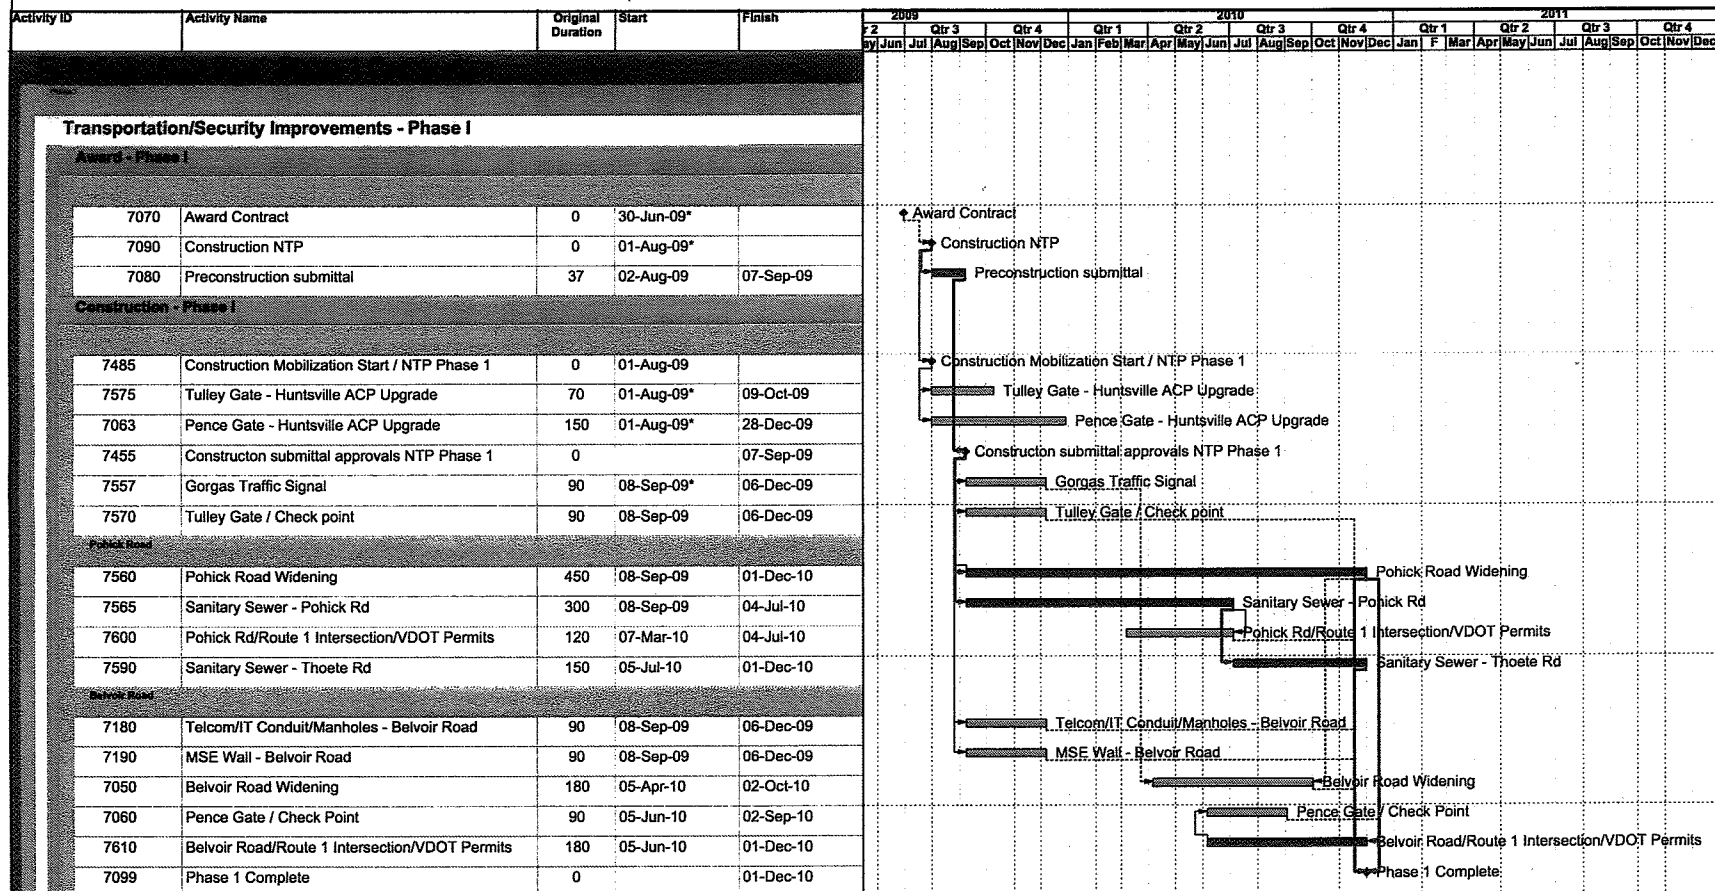 Activity ID Activity Name Original Duration Start Finish
2009 2010 2011
r 2 Qtr 3 Qtr 4 Qtr 1 Qtr 2 Qtr 3 Qtr 4 Qtr 1 Qtr 2 Qtr 3 Qtr 4
ay Jun Jul Aug Sep Oct Nov Dec Jan Feb Mar Apr May Jun Jul Aug Sep Oct Nov Dec Jan F Mar Apr May Jun Jul Aug Sep Oct Nov Dec
Transportation/Security Improvements - Phase I
Award - Phase I
7070 Award Contract 0 30-Jun-09* Award Contract
7090 Construction NTP 0 01-Aug-09* Construction NTP
7080 Preconstruction submittal 37 02-Aug-09 07-Sep-09 Preconstruction submittal
Construction - Phase I
7485 Construction Mobilization Start / NTP Phase 1 0 01-Aug-09 Construction Mobilization Start / NTP Phase 1
7575 Tulley Gate - Huntsville ACP Upgrade 70 01-Aug-09* 09-Oct-09 Tulley Gate - Huntsville ACP Upgrade
7063 Pence Gate - Huntsville ACP Upgrade 150 01-Aug-09* 28-Dec-09 Pence Gate - Huntsville ACP Upgrade
7455 Constructon submittal approvals NTP Phase 1 0 07-Sep-09 Constructon submittal approvals NTP Phase 1
7557 Gorgas Traffic Signal 90 08-Sep-09* 06-Dec-09 Gorgas Traffic Signal
7570 Tulley Gate / Check point 90 08-Sep-09 06-Dec-09 Tulley Gate / Check point
Pohick Road
7560 Pohick Road Widening 450 08-Sep-09 01-Dec-10 Pohick Road Widening
7565 Sanitary Sewer - Pohick Rd 300 08-Sep-09 04-Jul-10 Sanitary Sewer - Pohick Rd
7600 Pohick Rd/Route 1 Intersection/VDOT Permits 120 07-Mar-10 04-Jul-10 Pohick Rd/Route 1 Intersection/VDOT Permits
7590 Sanitary Sewer - Thoete Rd 150 05-Jul-10 01-Dec-10 Sanitary Sewer - Thoete Rd
Belvoir Road
7180 Telcom/IT Conduit/Manholes - Belvoir Road 90 08-Sep-09 06-Dec-09 Telcom/IT Conduit/Manholes - Belvoir Road
7190 MSE Wall - Belvoir Road 90 08-Sep-09 06-Dec-09 MSE Wall - Belvoir Road
7050 Belvoir Road Widening 180 05-Apr-10 02-Oct-10 Belvoir Road Widening
7060 Pence Gate / Check Point 90 05-Jun-10 02-Sep-10 Pence Gate / Check Point
7610 Belvoir Road/Route 1 Intersection/VDOT Permits 180 05-Jun-10 01-Dec-10 Belvoir Road/Route 1 Intersection/VDOT Permits
7099 Phase 1 Complete 0 01-Dec-10 Phase 1 Complete